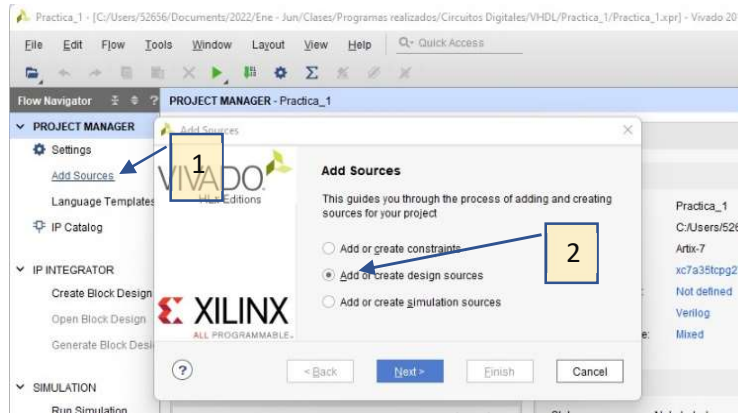 Practica_1 - [C:/Users/52656/Documents/2022/Ene - Jun/Clases/Programas realizados/Circuitos Digitales/VHDL/Practica_1/Practica_1.xpr] - Vivado 20
File Edit Flow Tools Window Layout View Help Q- Quick Access
Flow Navigator ? PROJECT MANAGER - Practica_1
PROJECT MANAGER
Settings
Add Sources
Language Templates
IP Catalog
IP INTEGRATOR
Create Block Design
Open Block Design
Generate Block Desi
SIMULATION
Run Simulation
Add Sources
1
VIVADO
HLx Editions
XILINX
ALL PROGRAMMABLE.
Add Sources
This guides you through the process of adding and creating
sources for your project
Add or create constraints
2
Add or create design sources
Add or create simulation sources
? < Back Next > Finish Cancel
Practica_1
C:/Users/526
Artix-7
xc7a35tcpg2
Not defined
Verilog
e: Mixed